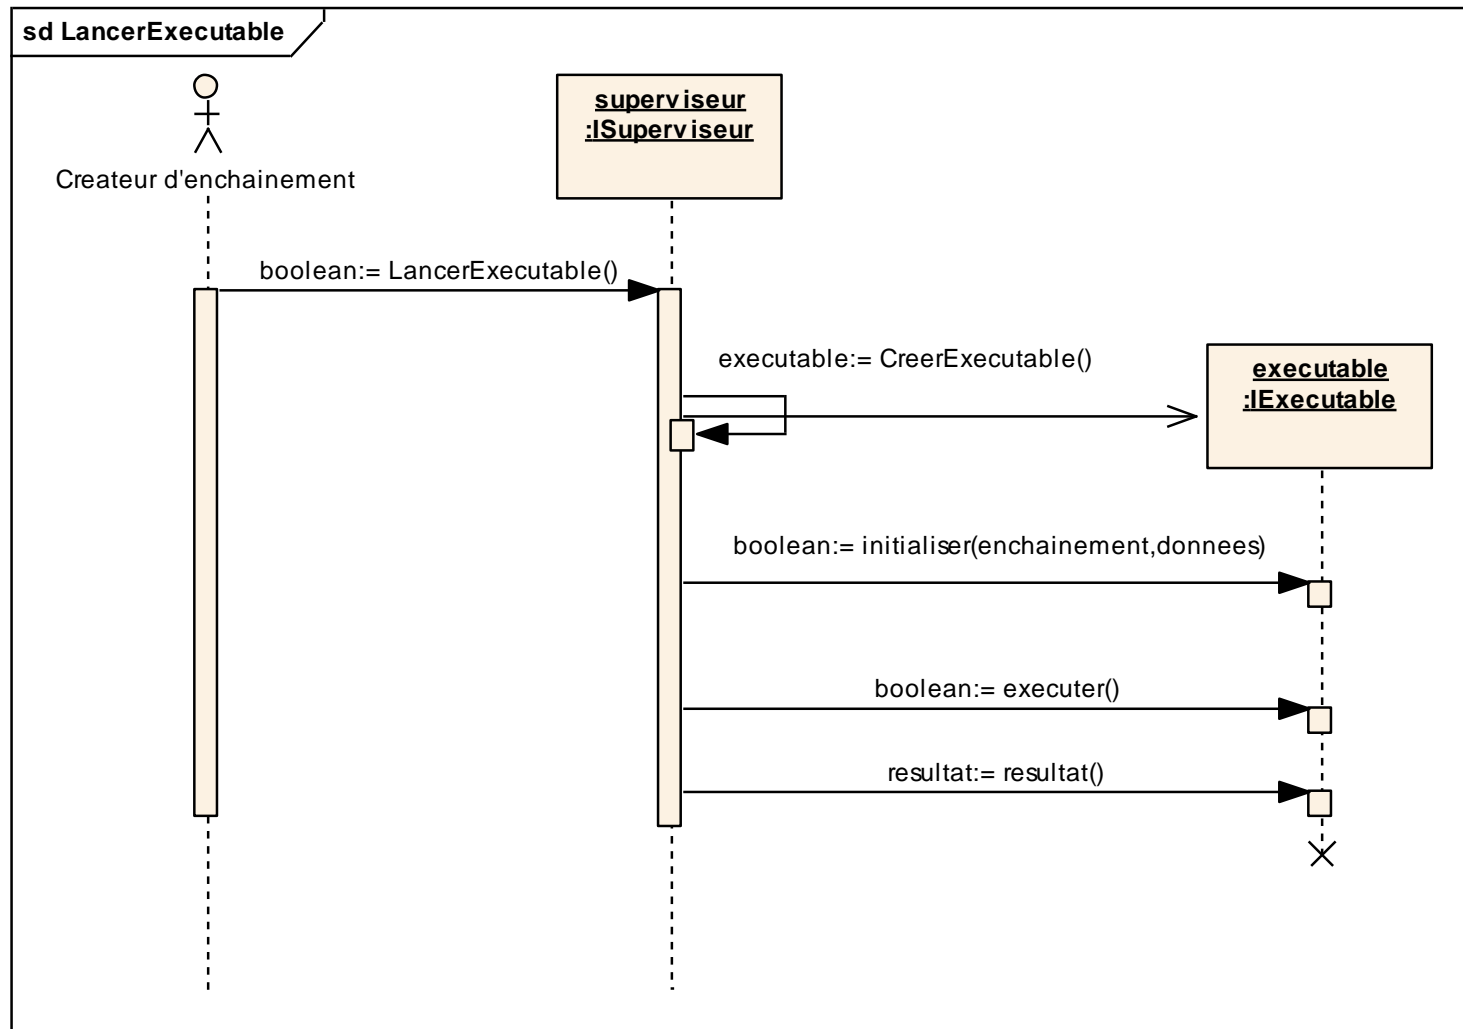 sd LancerExecutable
Createur d'enchainement
superviseur
:ISuperviseur
boolean:= LancerExecutable()
executable:= CreerExecutable()
executable
:IExecutable
boolean:= initialiser(enchainement,donnees)
boolean:= executer()
resultat:= resultat()